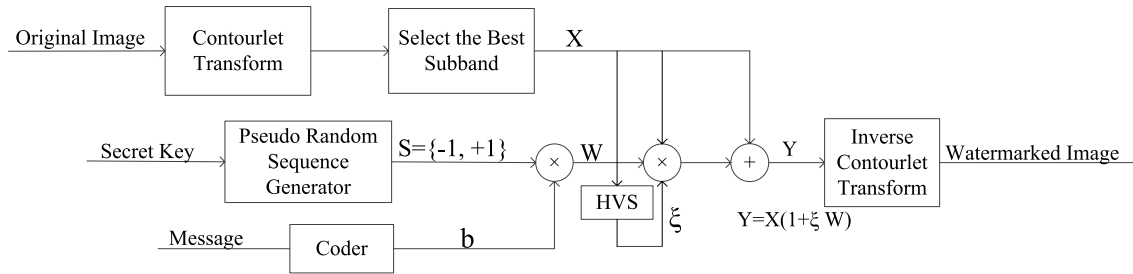 Original Image
Contourlet
Transform
Select the Best
Subband
X
Secret Key
Pseudo Random
Sequence
Generator
S={-1, +1}
×
W
×
+
Y
Inverse
Contourlet
Transform
Watermarked Image
HVS
ξ
Y=X(1+ξ W)
Message
Coder
b